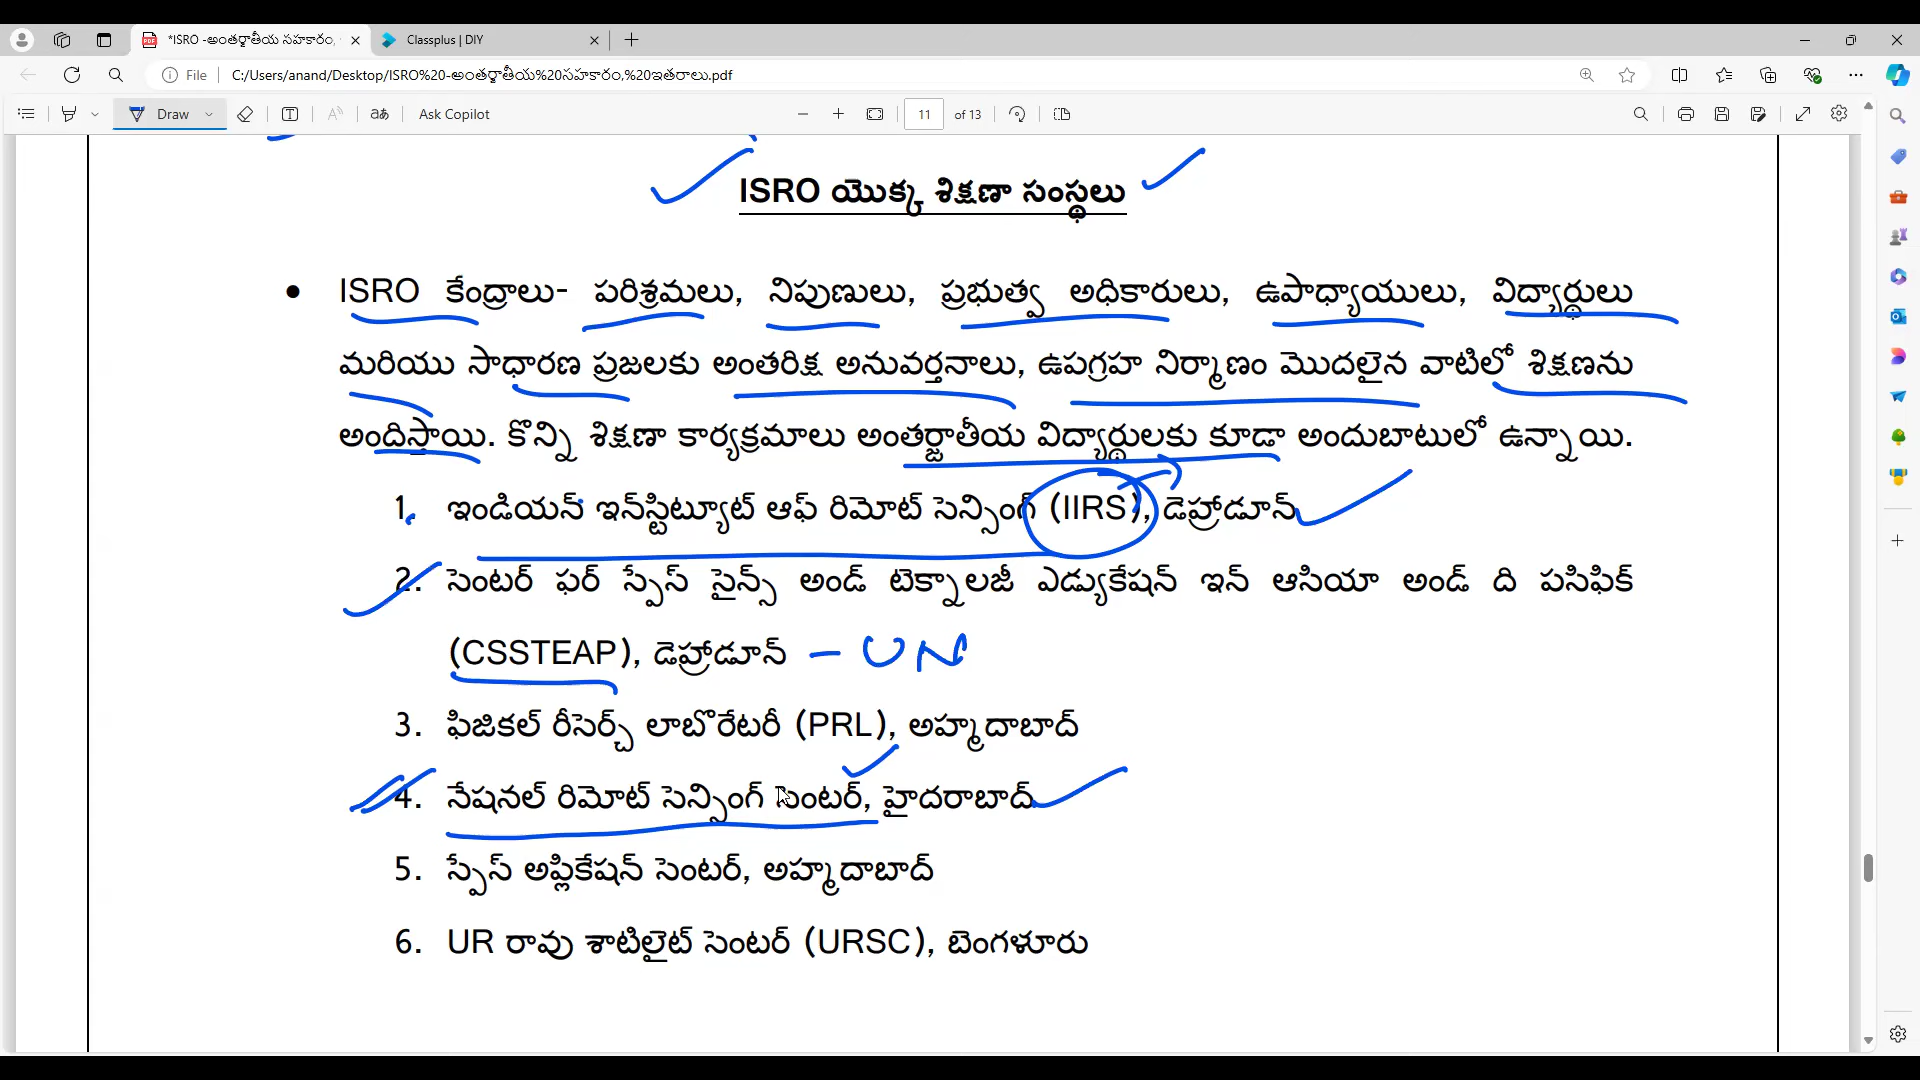 *ISRO -అంతర్జాతీయ సహకారం,
Classplus | DIY
File
C:/Users/anand/Desktop/ISRO%20-అంతర్జాతీయ%20సహకారం,%20ఇతరాలు.pdf
Draw
aあ
Ask Copilot
11 of 13
ISRO యొక్క శిక్షణా సంస్థలు
• ISRO కేంద్రాలు- పరిశ్రమలు, నిపుణులు, ప్రభుత్వ అధికారులు, ఉపాధ్యాయులు, విద్యార్థులు
మరియు సాధారణ ప్రజలకు అంతరిక్ష అనువర్తనాలు, ఉపగ్రహ నిర్మాణం మొదలైన వాటిలో శిక్షణను
అందిస్తాయి. కొన్ని శిక్షణా కార్యక్రమాలు అంతర్జాతీయ విద్యార్థులకు కూడా అందుబాటులో ఉన్నాయి.
1. ఇండియన్ ఇన్‌స్టిట్యూట్ ఆఫ్ రిమోట్ సెన్సింగ్ (IIRS), డెహ్రాడూన్
2. సెంటర్ ఫర్ స్పేస్ సైన్స్ అండ్ టెక్నాలజీ ఎడ్యుకేషన్ ఇన్ ఆసియా అండ్ ది పసిఫిక్
(CSSTEAP), డెహ్రాడూన్ – UN
3. ఫిజికల్ రీసెర్చ్ లాబొరేటరీ (PRL), అహ్మదాబాద్
4. నేషనల్ రిమోట్ సెన్సింగ్ సెంటర్, హైదరాబాద్
5. స్పేస్ అప్లికేషన్ సెంటర్, అహ్మదాబాద్
6. UR రావు శాటిలైట్ సెంటర్ (URSC), బెంగళూరు